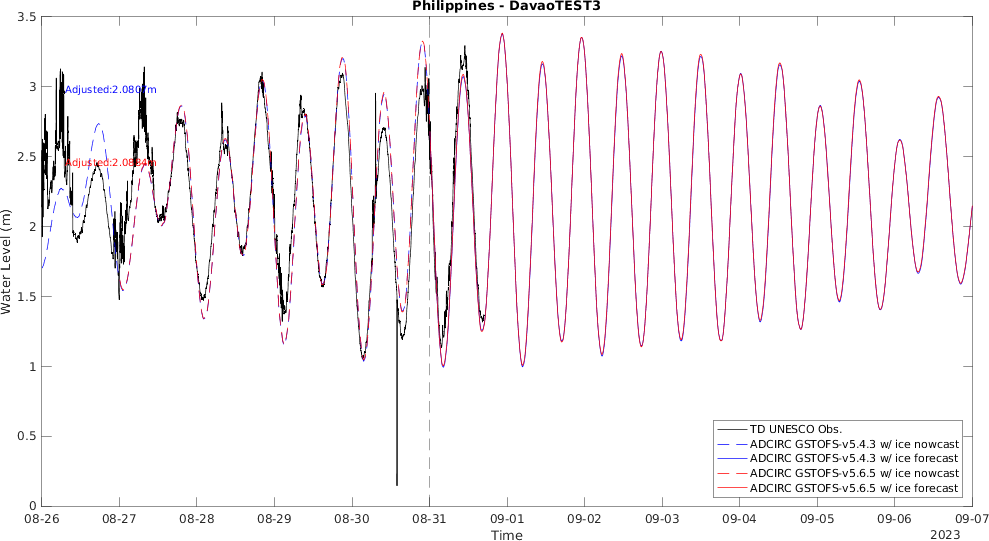 Philippines - DavaoTEST3
Water Level (m)
3.5
3
2.5
2
1.5
1
0.5
0
Adjusted:2.0807m
TD UNESCO Obs.
ADCIRC GSTOFS-v5.4.3 w/ ice nowcast
ADCIRC GSTOFS-v5.4.3 w/ ice forecast
ADCIRC GSTOFS-v5.6.5 w/ ice nowcast
ADCIRC GSTOFS-v5.6.5 w/ ice forecast
08-26 08-27 08-28 08-29 08-30 08-31 09-01 09-02 09-03 09-04 09-05 09-06 09-07
Time
2023